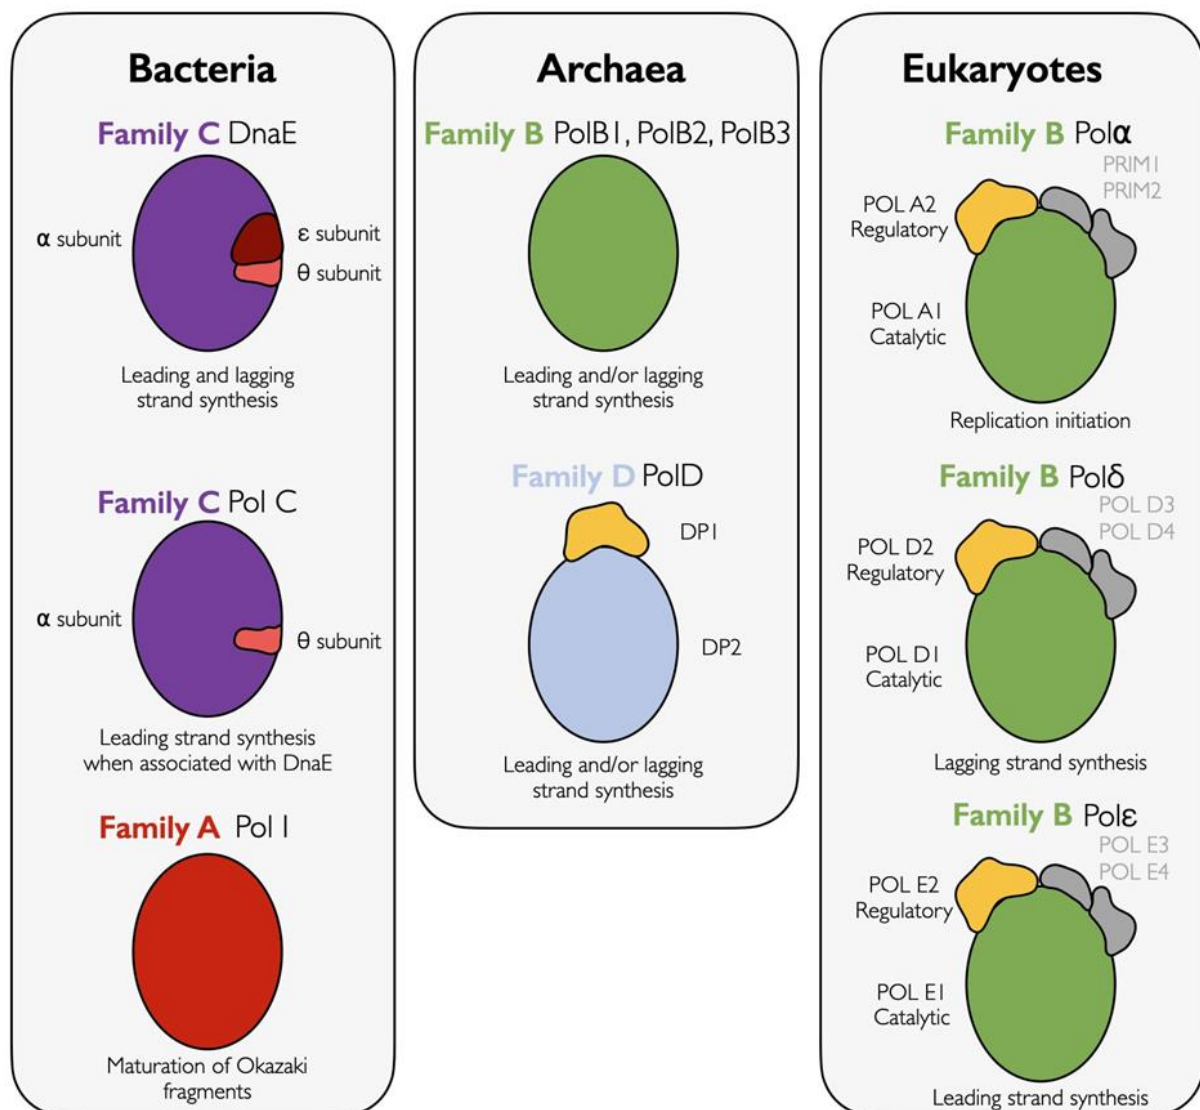 Bacteria
Family C DnaE
α subunit
ε subunit
θ subunit
Leading and lagging
strand synthesis
Family C Pol C
α subunit
θ subunit
Leading strand synthesis
when associated with DnaE
Family A Pol I
Maturation of Okazaki
fragments
Archaea
Family B PolB1, PolB2, PolB3
Leading and/or lagging
strand synthesis
Family D PolD
DP1
DP2
Leading and/or lagging
strand synthesis
Eukaryotes
Family B Polα
PRIM1
PRIM2
POL A2
Regulatory
POL A1
Catalytic
Replication initiation
Family B Polδ
POL D3
POL D4
POL D2
Regulatory
POL D1
Catalytic
Lagging strand synthesis
Family B Polε
POL E3
POL E4
POL E2
Regulatory
POL E1
Catalytic
Leading strand synthesis